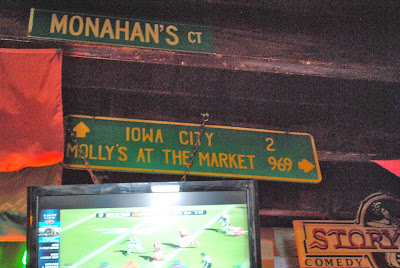 MONAHAN'S CT
IOWA CITY 2
MOLLY'S AT THE MARKET 969
STORY
COMEDY